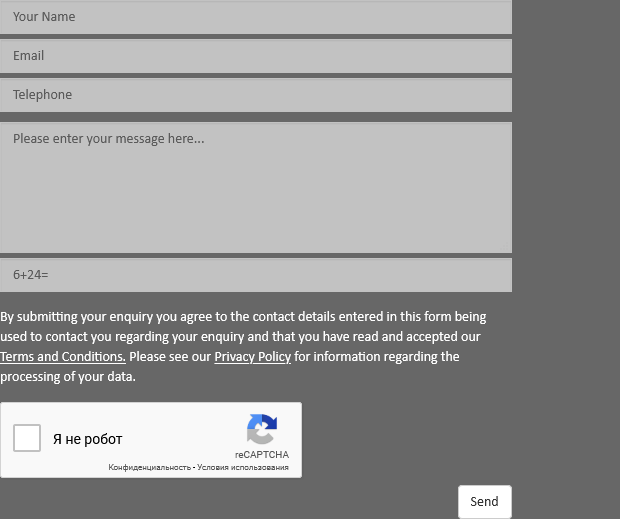 Your Name
Email
Telephone
Please enter your message here...
6+24=
By submitting your enquiry you agree to the contact details entered in this form being
used to contact you regarding your enquiry and that you have read and accepted our
Terms and Conditions. Please see our Privacy Policy for information regarding the
processing of your data.
Я не робот
reCAPTCHA
Конфиденциальность - Условия использования
Send